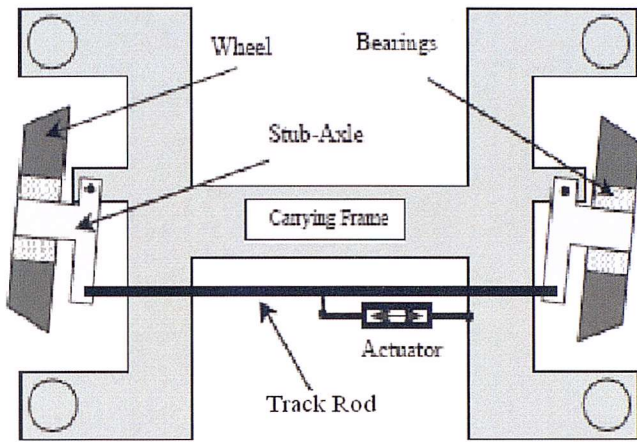 Wheel
Bearings
Stub-Axle
Carrying Frame
Actuator
Track Rod